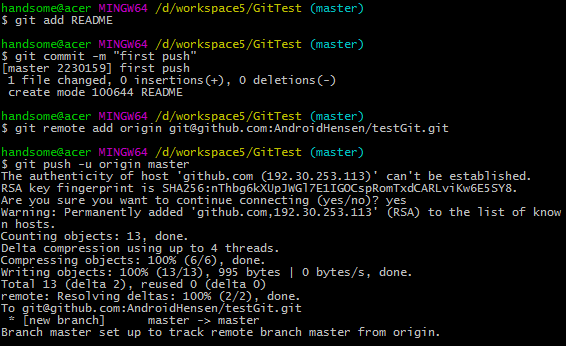 handsome@acer MINGW64 /d/workspace5/GitTest (master)
$ git add README

handsome@acer MINGW64 /d/workspace5/GitTest (master)
$ git commit -m "first push"
[master 2230159] first push
 1 file changed, 0 insertions(+), 0 deletions(-)
 create mode 100644 README

handsome@acer MINGW64 /d/workspace5/GitTest (master)
$ git remote add origin git@github.com:AndroidHensen/testGit.git

handsome@acer MINGW64 /d/workspace5/GitTest (master)
$ git push -u origin master
The authenticity of host 'github.com (192.30.253.113)' can't be established.
RSA key fingerprint is SHA256:nThbg6kXUpJWGl7E1IGOCspRomTxdCARLviKw6E5SY8.
Are you sure you want to continue connecting (yes/no)? yes
Warning: Permanently added 'github.com,192.30.253.113' (RSA) to the list of know
n hosts.
Counting objects: 13, done.
Delta compression using up to 4 threads.
Compressing objects: 100% (6/6), done.
Writing objects: 100% (13/13), 995 bytes | 0 bytes/s, done.
Total 13 (delta 2), reused 0 (delta 0)
remote: Resolving deltas: 100% (2/2), done.
To git@github.com:AndroidHensen/testGit.git
 * [new branch]      master -> master
Branch master set up to track remote branch master from origin.